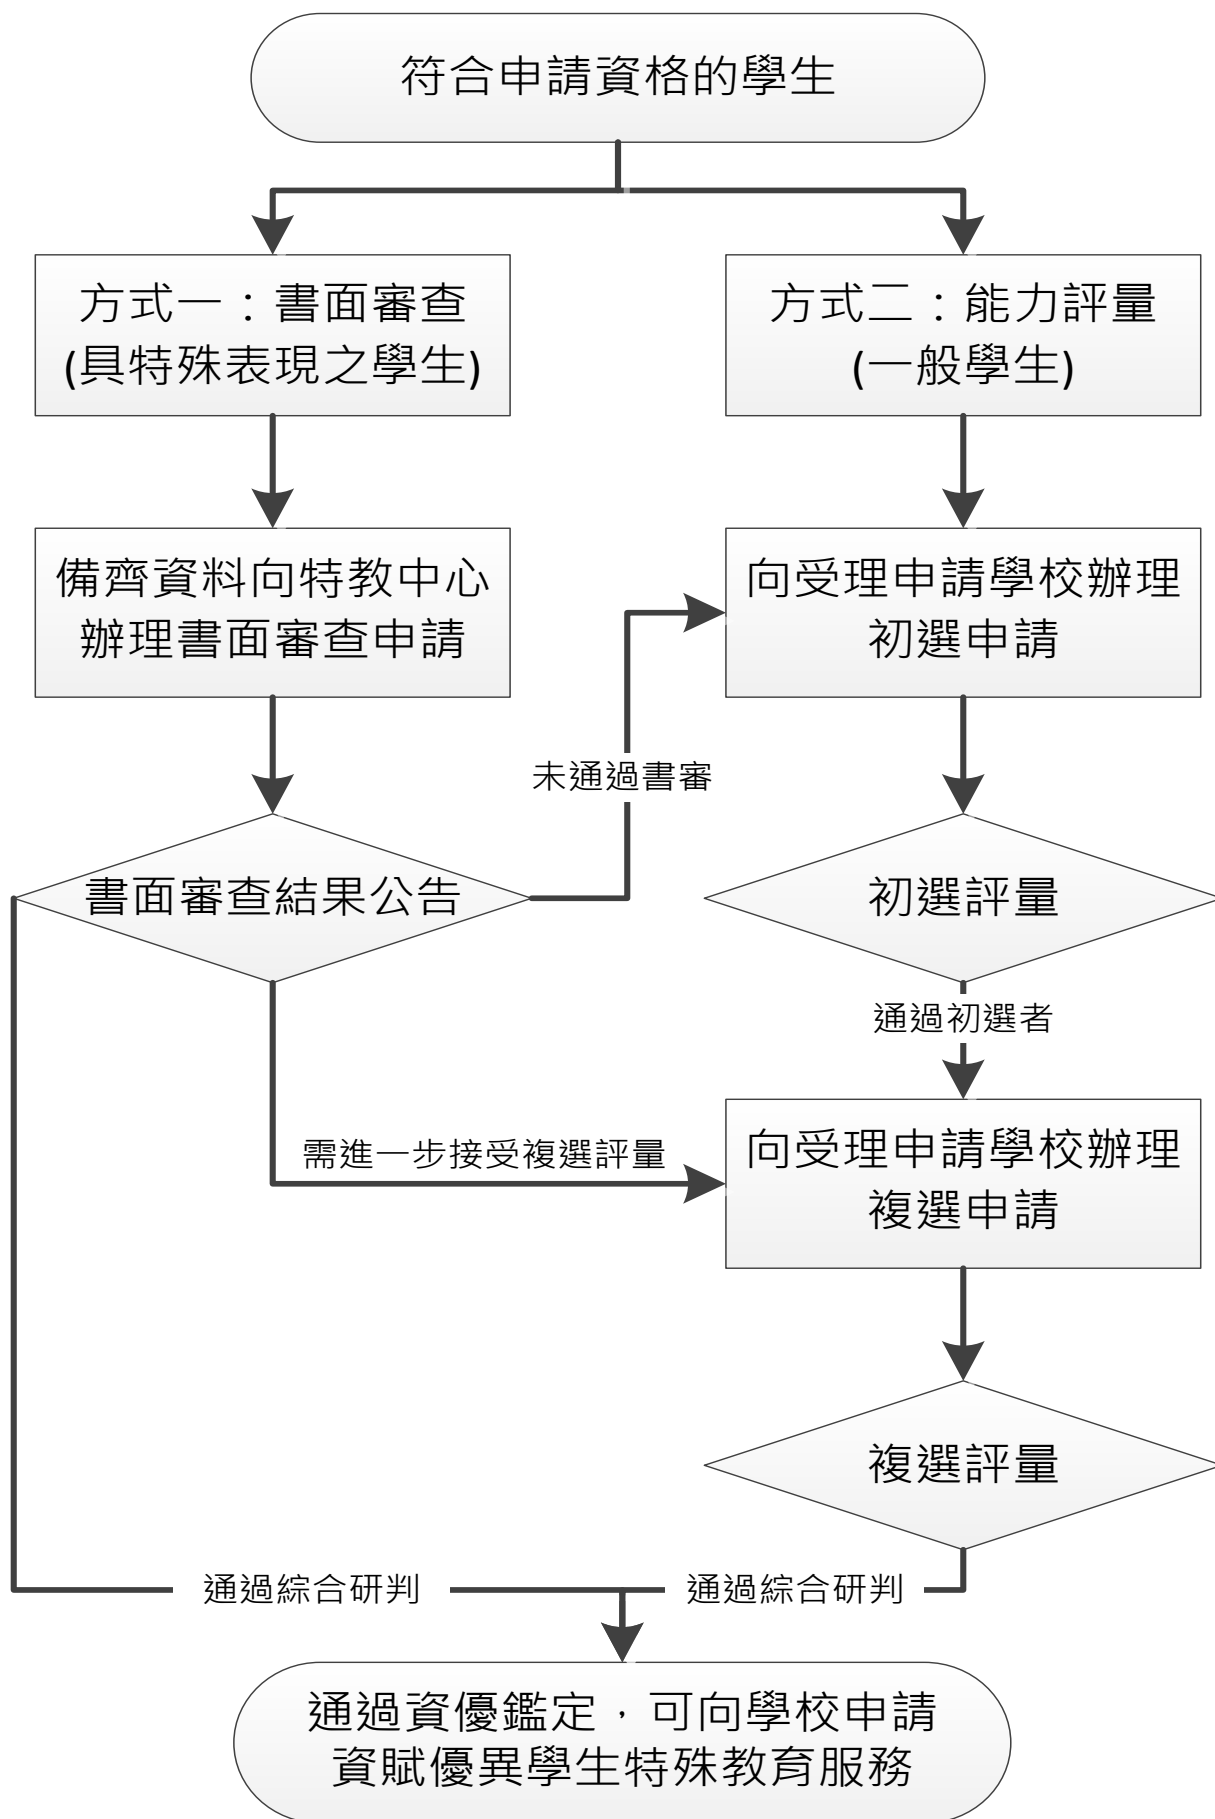 符合申請資格的學生
方式一：書面審查
(具特殊表現之學生)
方式二：能力評量
(一般學生)
備齊資料向特教中心
辦理書面審查申請
向受理申請學校辦理
初選申請
未通過書審
書面審查結果公告
初選評量
通過初選者
需進一步接受複選評量
向受理申請學校辦理
複選申請
複選評量
通過綜合研判
通過綜合研判
通過資優鑑定，可向學校申請
資賦優異學生特殊教育服務